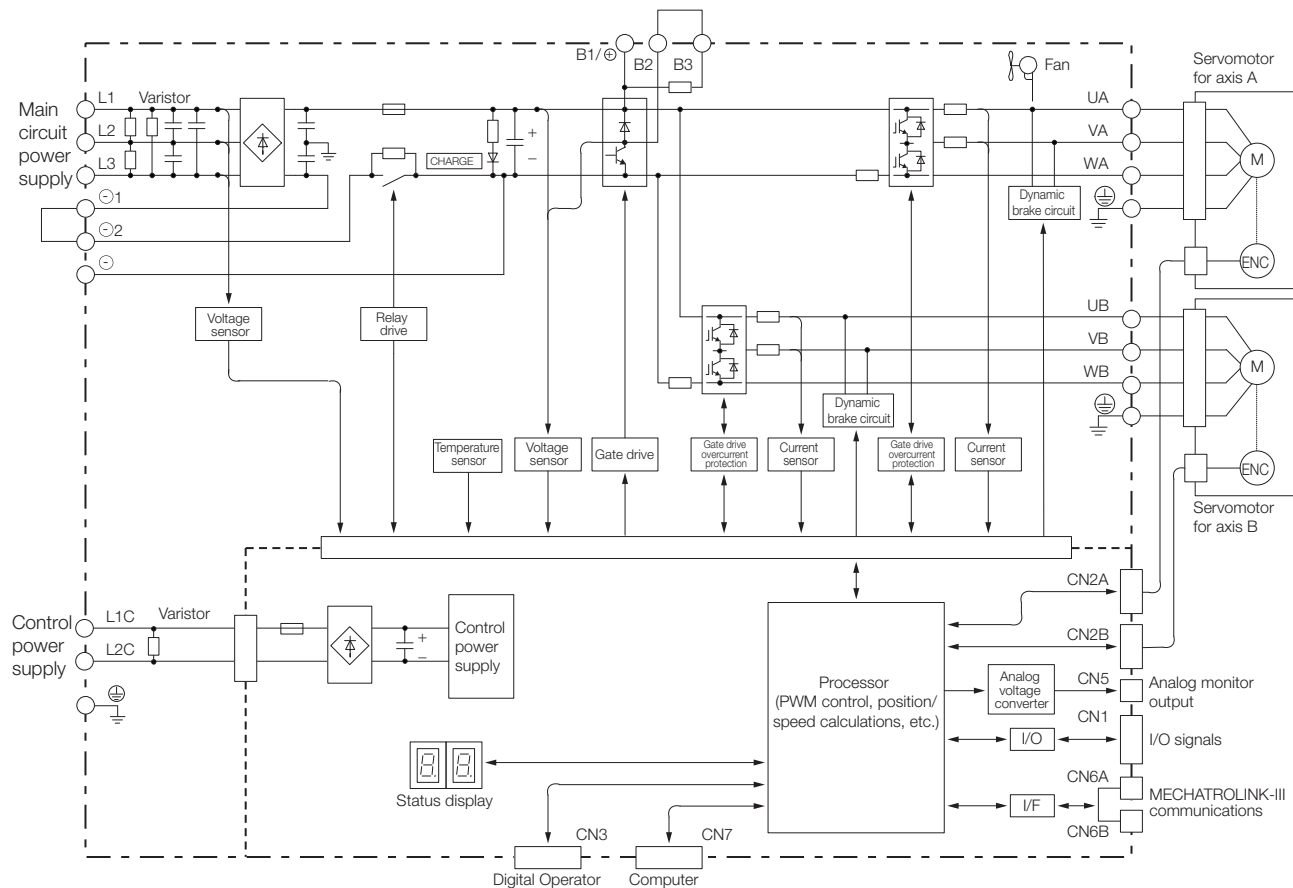 B1/⊕
B2
B3
Fan
Servomotor
for axis A
Main
circuit
power
supply
L1
Varistor
L2
L3
⊖1
⊖2
⊖
+
–
CHARGE
UA
VA
WA
M
ENC
Dynamic
brake circuit
Voltage
sensor
Relay
drive
UB
VB
WB
M
ENC
Dynamic
brake circuit
Temperature
sensor
Voltage
sensor
Gate drive
Gate drive
overcurrent
protection
Current
sensor
Gate drive
overcurrent
protection
Current
sensor
Servomotor
for axis B
Control
power
supply
L1C
Varistor
L2C
+
–
Control
power
supply
Processor
(PWM control, position/
speed calculations, etc.)
CN2A
CN2B
Analog
voltage
converter
CN5
Analog monitor
output
CN1
I/O
I/O signals
CN6A
I/F
MECHATROLINK-III
communications
CN6B
8.
8.
Status display
CN3
CN7
Digital Operator
Computer